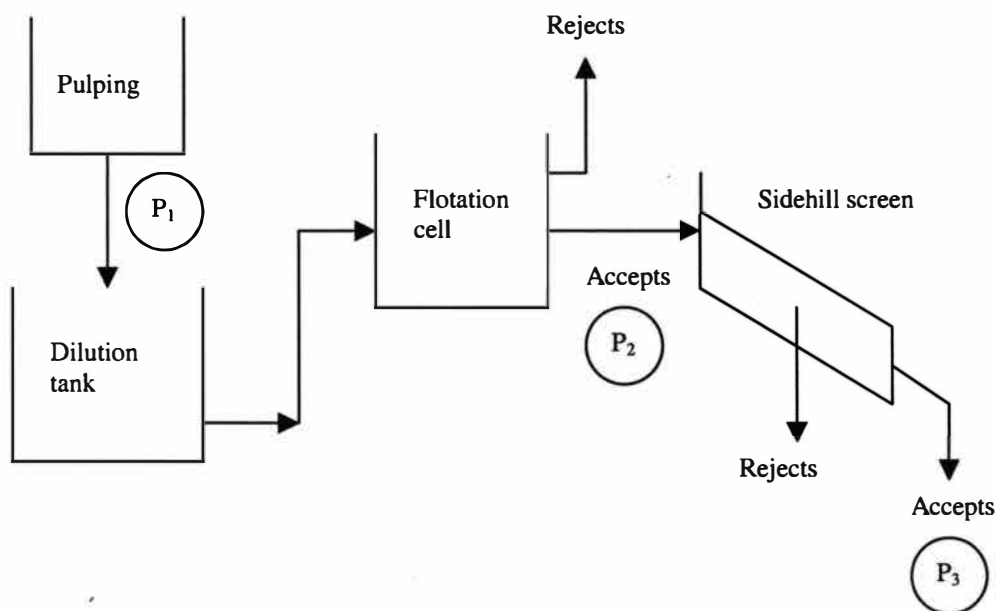 Rejects
Pulping
P₁
Flotation
cell
Sidehill screen
Accepts
P₂
Dilution
tank
Rejects
Accepts
P₃